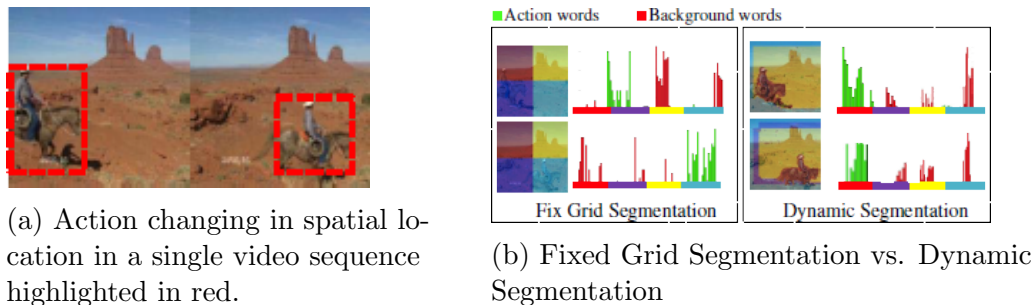 Action words Background words
Fix Grid Segmentation Dynamic Segmentation
(a) Action changing in spatial lo-
cation in a single video sequence
highlighted in red.
(b) Fixed Grid Segmentation vs. Dynamic
Segmentation